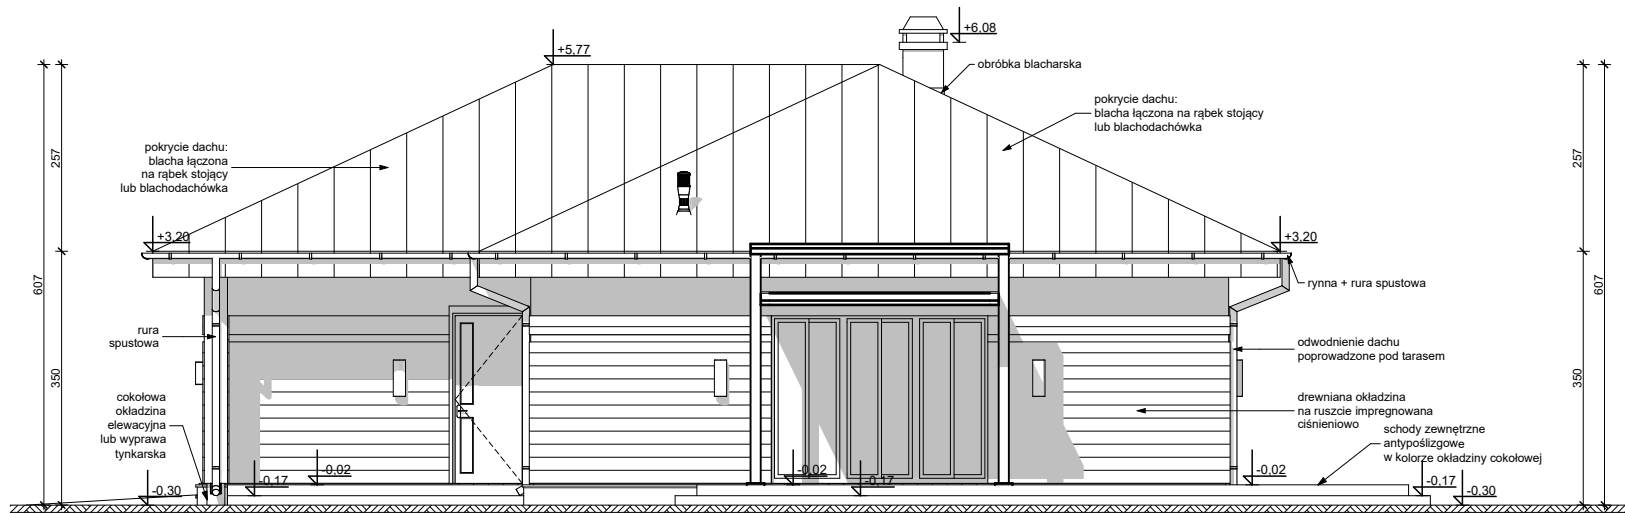 +6,08
+5,77
obróbka blacharska
pokrycie dachu:
blacha łączona na rąbek stojący
lub blachodachówka
pokrycie dachu:
blacha łączona
na rąbek stojący
lub blachodachówka
257
257
+3,20
+3,20
607
607
rynna + rura spustowa
rura
spustowa
odwodnienie dachu
poprowadzone pod tarasem
350
350
cokołowa
okładzina
elewacyjna
lub wyprawa
tynkarska
drewniana okładzina
na ruszcie impregnowana
ciśnieniowo
schody zewnętrzne
antypoślizgowe
w kolorze okładziny cokołowej
-0,02
-0,02
-0,02
-0,17
-0,17
-0,17
-0,30
-0,30